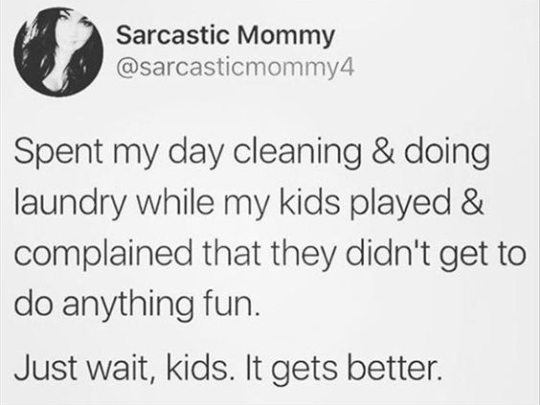 Sarcastic Mommy
@sarcasticmommy4
Spent my day cleaning & doing
laundry while my kids played &
complained that they didn't get to
do anything fun.
Just wait, kids. It gets better.